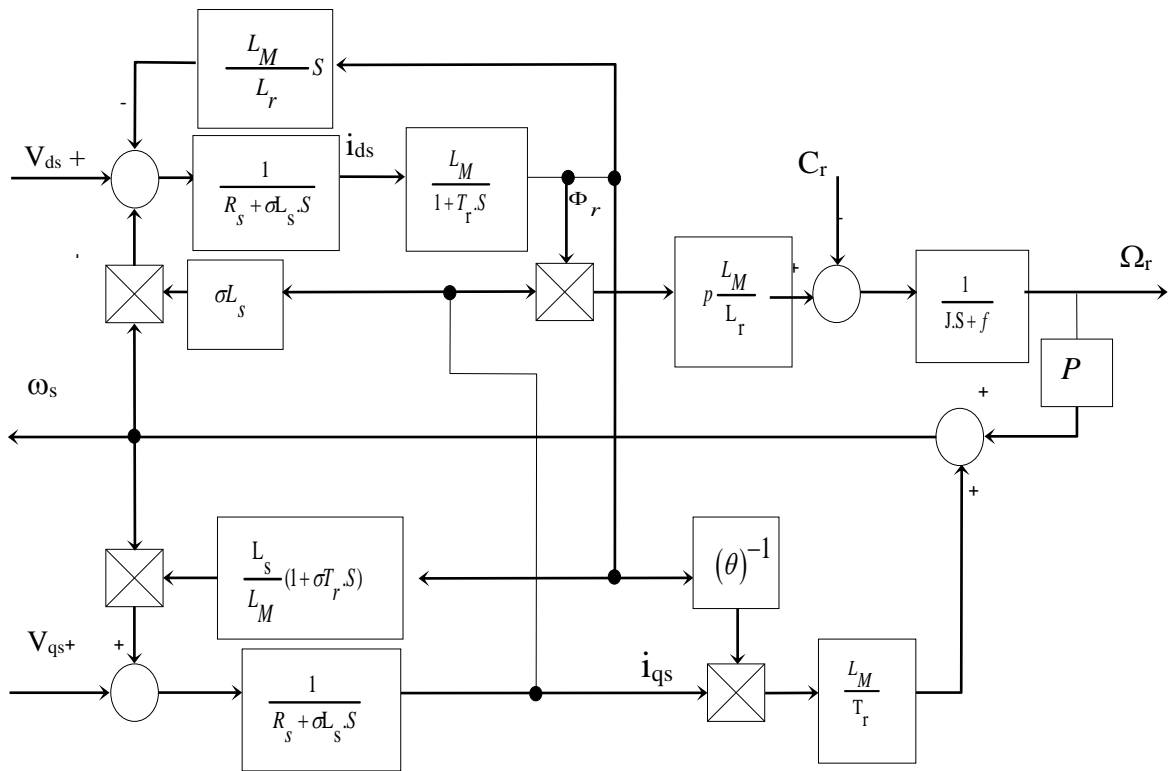 L_M
L_r S
-
V_ds +
1
R_s + σL_s.S
i_ds
L_M
1+T_r.S
Φ_r
C_r
-
σL_s
p L_M
L_r
+
1
J.S + f
Ω_r
P
ω_s
+
+
L_s
L_M (1+σT_r.S)
(θ)^-1
V_qs+
+
1
R_s + σL_s.S
i_qs
L_M
T_r